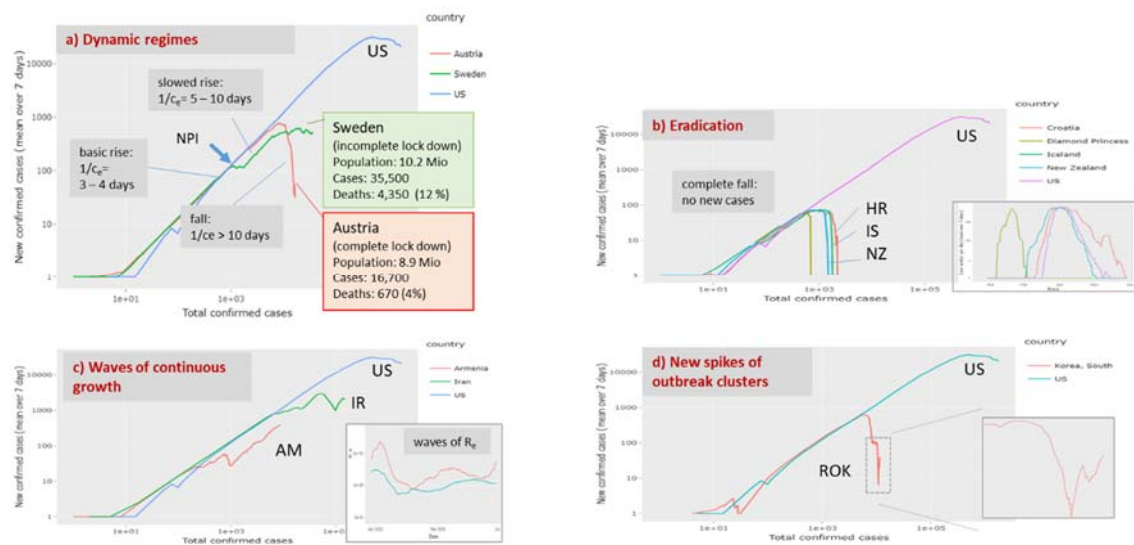 a) Dynamic regimes
country
Austria
Sweden
US
New confirmed cases (mean over 7 days)
10000
1000
100
10
1
US
slowed rise:
1/cₑ= 5 – 10 days
NPI
basic rise:
1/cₑ=
3 – 4 days
fall:
1/ce > 10 days
Sweden
(incomplete lock down)
Population: 10.2 Mio
Cases: 35,500
Deaths: 4,350 (12 %)
Austria
(complete lock down)
Population: 8.9 Mio
Cases: 16,700
Deaths: 670 (4%)
1e+01
1e+03
Total confirmed cases
b) Eradication
country
Croatia
Diamond Princess
Iceland
New Zealand
US
New confirmed cases (mean over 7 days)
10000
1000
100
10
US
complete fall:
no new cases
HR
IS
NZ
1e+01
1e+03
1e+05
Total confirmed cases
c) Waves of continuous
growth
country
Armenia
Iran
US
New confirmed cases (mean over 7 days)
10000
1000
100
10
1
US
IR
AM
waves of Rₑ
1e+01
1e+03
Total confirmed cases
d) New spikes of
outbreak clusters
country
Korea, South
US
New confirmed cases (mean over 7 days)
10000
1000
100
10
1
US
ROK
1e+01
1e+03
1e+05
Total confirmed cases